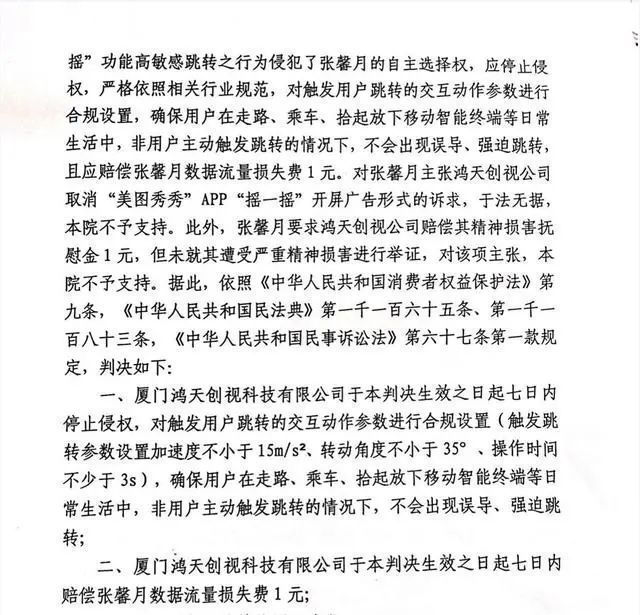 摇”功能高敏感跳转之行为侵犯了张馨月的自主选择权，应停止侵
权，严格依照相关行业规范，对触发用户跳转的交互动作参数进行
合规设置，确保用户在走路、乘车、拾起放下移动智能终端等日常
生活中，非用户主动触发跳转的情况下，不会出现误导、强迫跳转，
且应赔偿张馨月数据流量损失费1元。对张馨月主张鸿天创视公司
取消“美图秀秀”APP“摇一摇”开屏广告形式的诉求，于法无据，
本院不予支持。此外，张馨月要求鸿天创视公司赔偿其精神损害抚
慰金1元，但未就其遭受严重精神损害进行举证，对该项主张，本
院不予支持。据此，依照《中华人民共和国消费者权益保护法》第
九条，《中华人民共和国民法典》第一千一百六十五条、第一千一
百八十三条，《中华人民共和国民事诉讼法》第六十七条第一款规
定，判决如下：
一、厦门鸿天创视科技有限公司于本判决生效之日起七日内
停止侵权，对触发用户跳转的交互动作参数进行合规设置（触发跳
转参数设置加速度不小于15m/s²、转动角度不小于35°、操作时间
不少于3s），确保用户在走路、乘车、拾起放下移动智能终端等日
常生活中，非用户主动触发跳转的情况下，不会出现误导、强迫跳
转；
二、厦门鸿天创视科技有限公司于本判决生效之日起七日内
赔偿张馨月数据流量损失费1元；